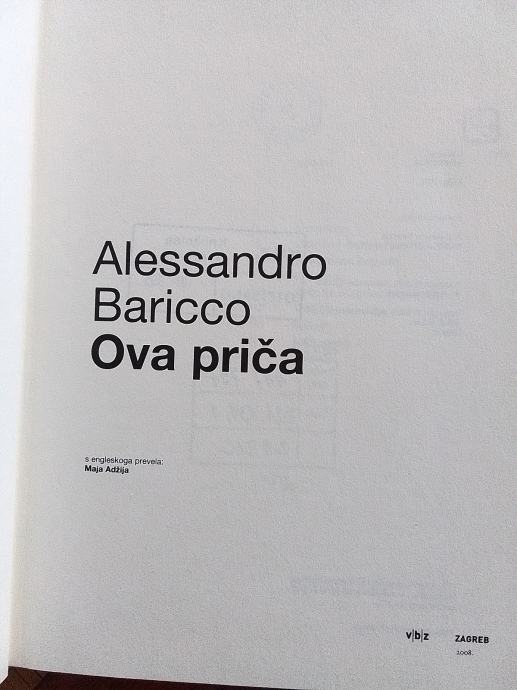 Alessandro
Baricco
Ova priča
s engleskoga prevela:
Maja Adžija
v|b|z ZAGREB
2008.